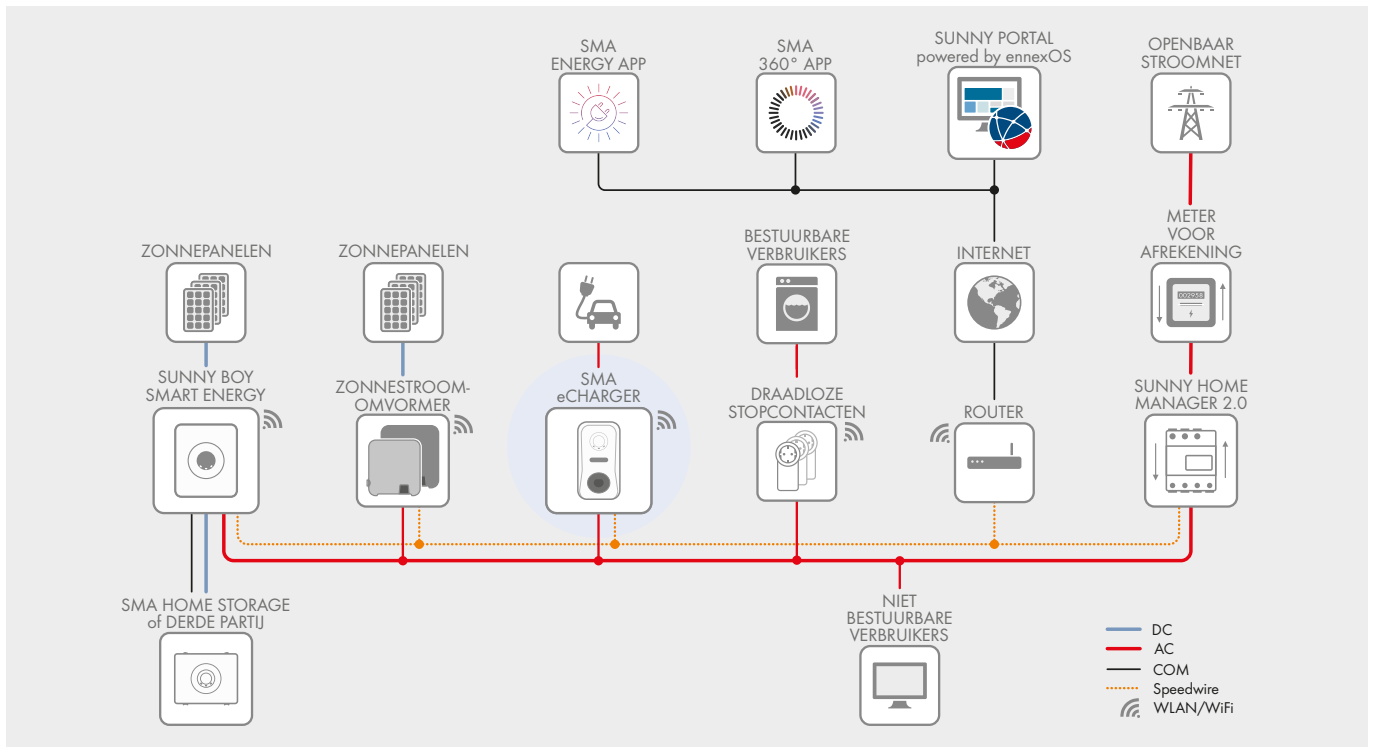 SMA
ENERGY APP
SMA
360° APP
SUNNY PORTAL
powered by ennexOS
OPENBAAR
STROOMNET
METER
VOOR
AFREKENING
ZONNEPANELEN
ZONNEPANELEN
BESTUURBARE
VERBRUIKERS
INTERNET
SUNNY BOY
SMART ENERGY
ZONNESTROOM-
OMVORMER
SMA
eCHARGER
DRAADLOZE
STOPCONTACTEN
ROUTER
SUNNY HOME
MANAGER 2.0
SMA HOME STORAGE
of DERDE PARTIJ
NIET
BESTUURBARE
VERBRUIKERS
DC
AC
COM
Speedwire
WLAN/WiFi